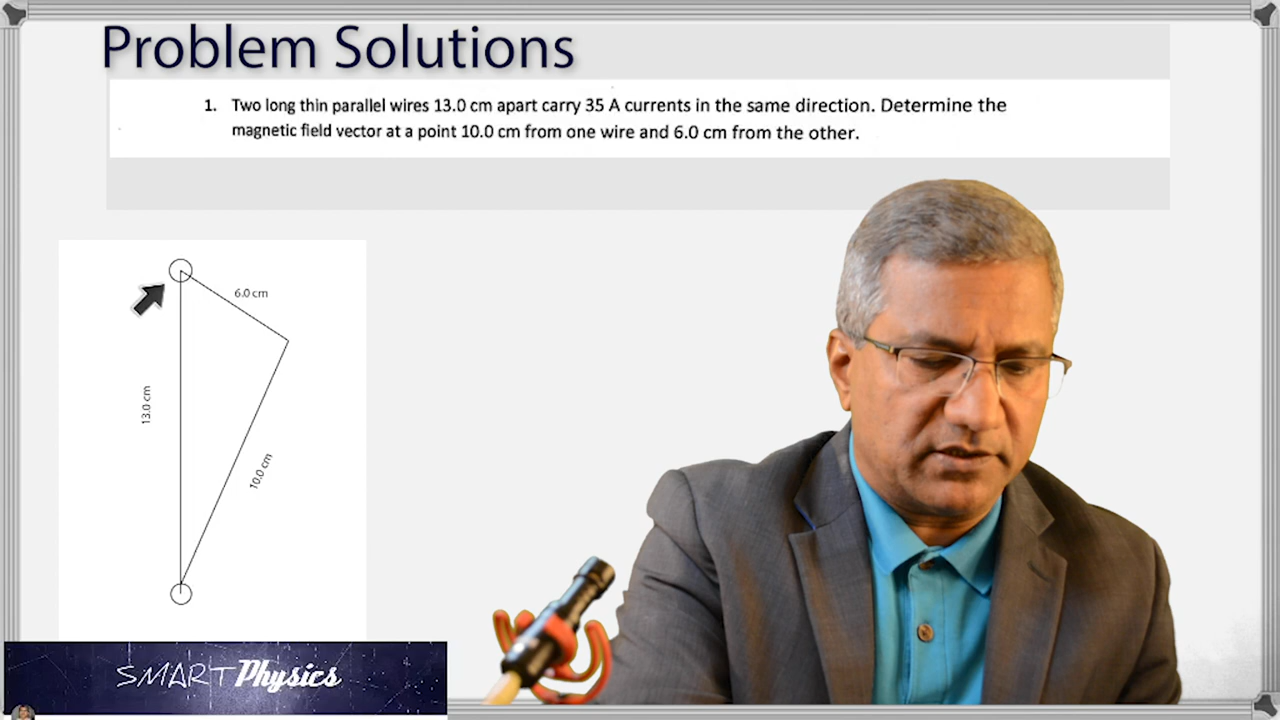 Problem Solutions
1. Two long thin parallel wires 13.0 cm apart carry 35 A currents in the same direction. Determine the
magnetic field vector at a point 10.0 cm from one wire and 6.0 cm from the other.
6.0 cm
13.0 cm
10.0 cm
SMART Physics